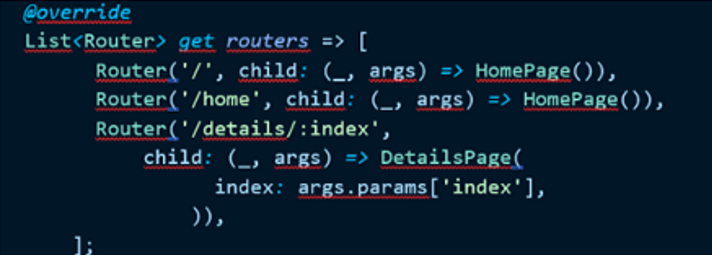 @override
List<Router> get routers => [
Router('/', child: (_, args) => HomePage()),
Router('/home', child: (_, args) => HomePage()),
Router('/details/:index',
child: (_, args) => DetailsPage(
index: args.params['index'],
)),
];